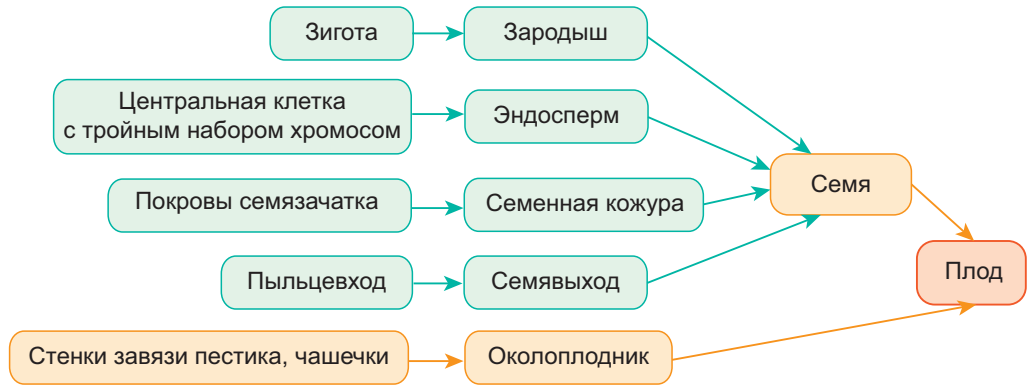 Зигота
Зародыш
Центральная клетка
с тройным набором хромосом
Эндосперм
Покровы семязачатка
Семенная кожура
Семя
Пыльцевход
Семявыход
Плод
Стенки завязи пестика, чашечки
Околоплодник